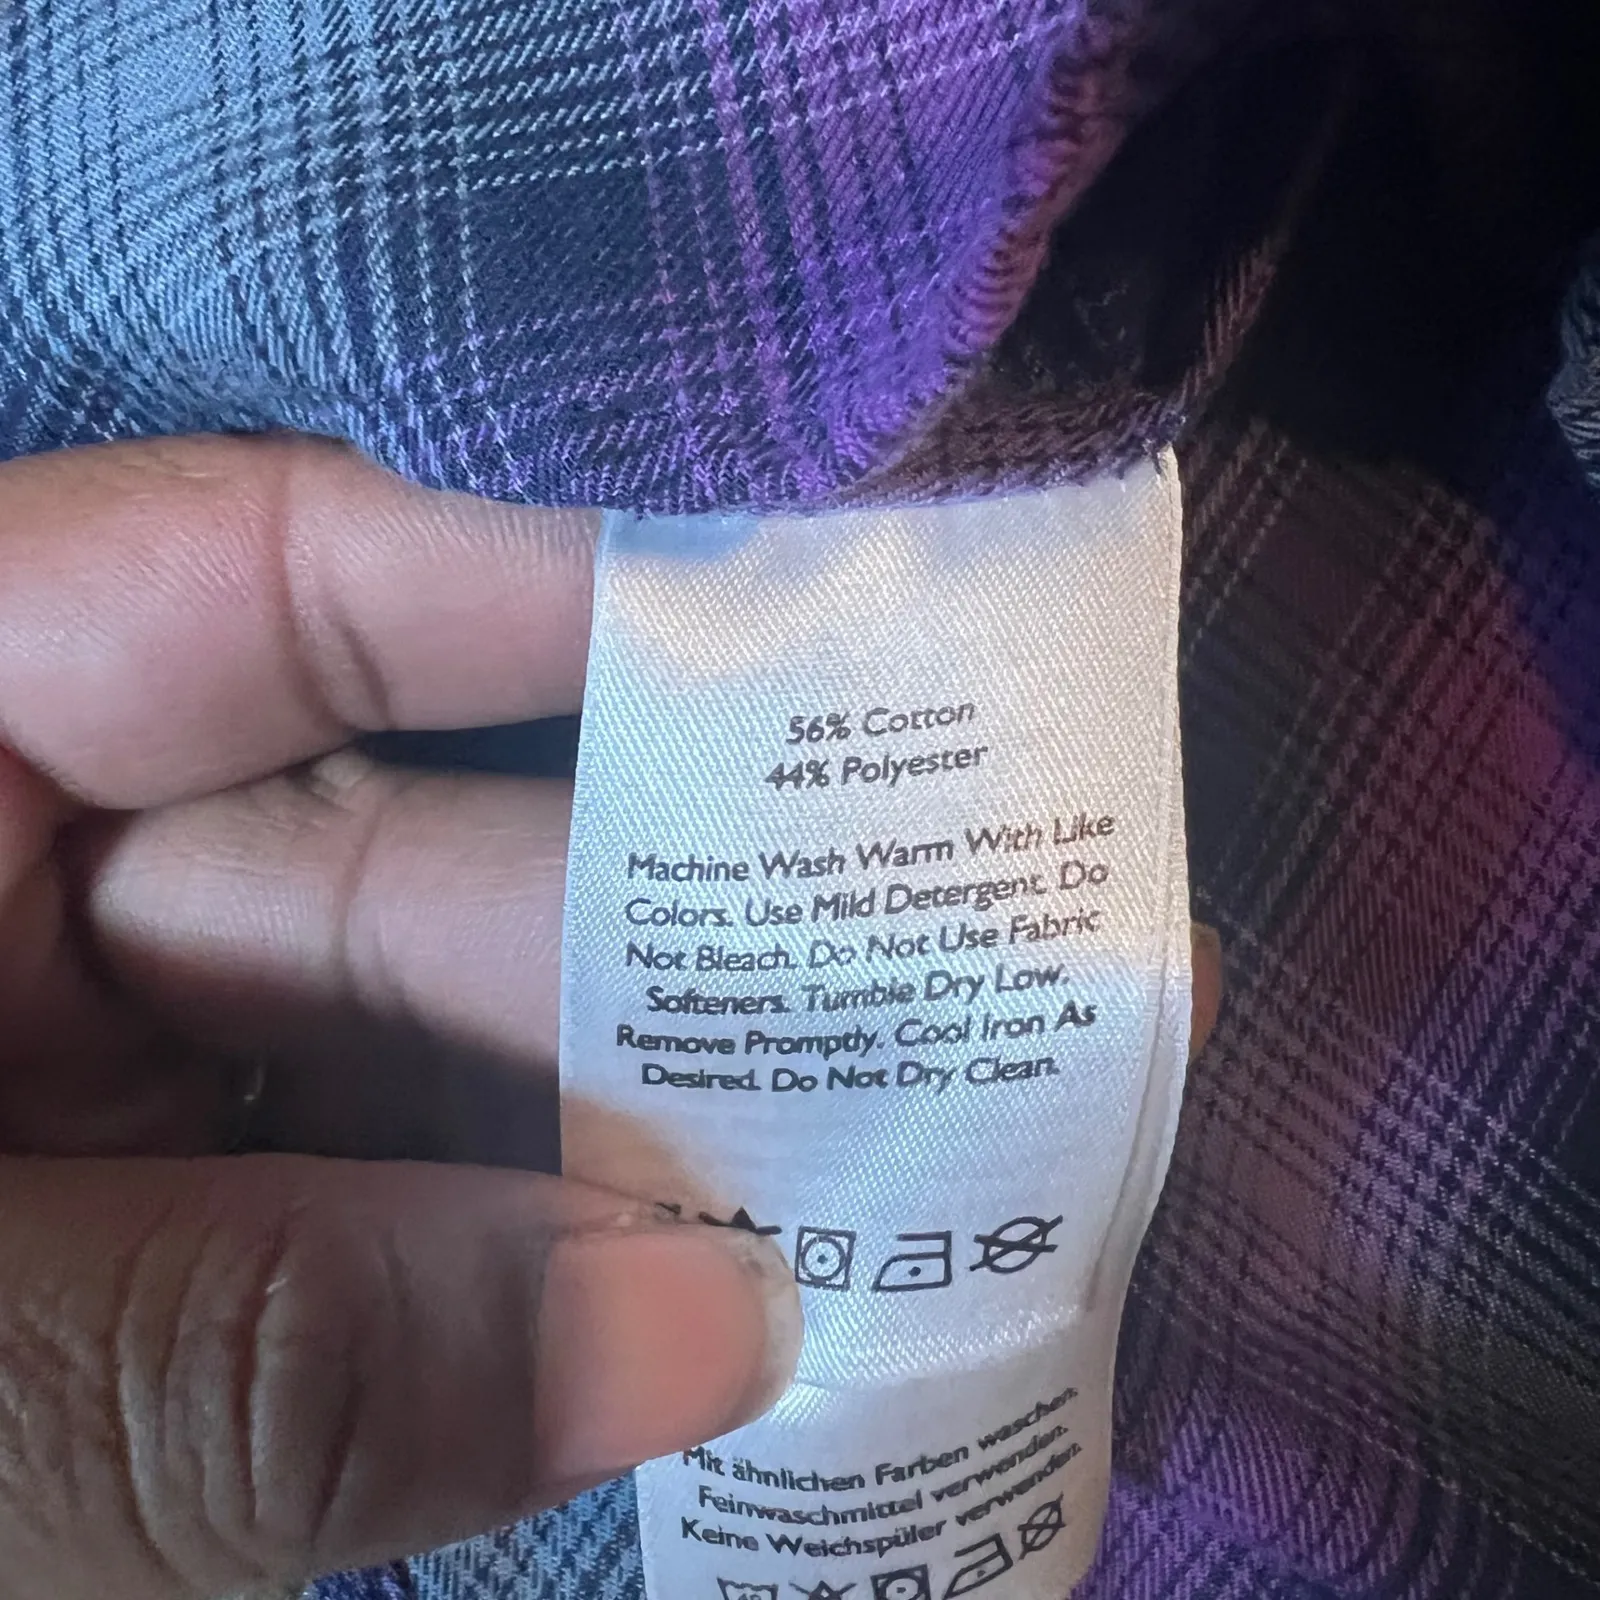 56% Cotton
44% Polyester
Machine Wash Warm With Like
Colors. Use Mild Detergent. Do
Not Bleach. Do Not Use Fabric
Softeners. Tumble Dry Low.
Remove Promptly. Cool Iron As
Desired. Do Not Dry Clean.
Mit ähnlichen Farben waschen.
Feinwaschmittel verwenden.
Keine Weichspüler verwenden.
40